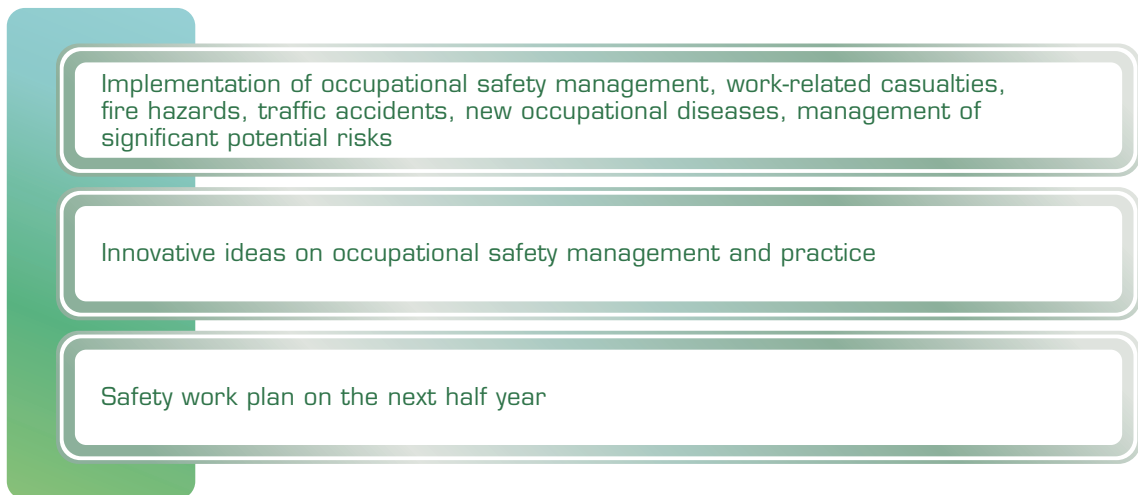 Implementation of occupational safety management, work-related casualties,
fire hazards, traffic accidents, new occupational diseases, management of
significant potential risks
Innovative ideas on occupational safety management and practice
Safety work plan on the next half year